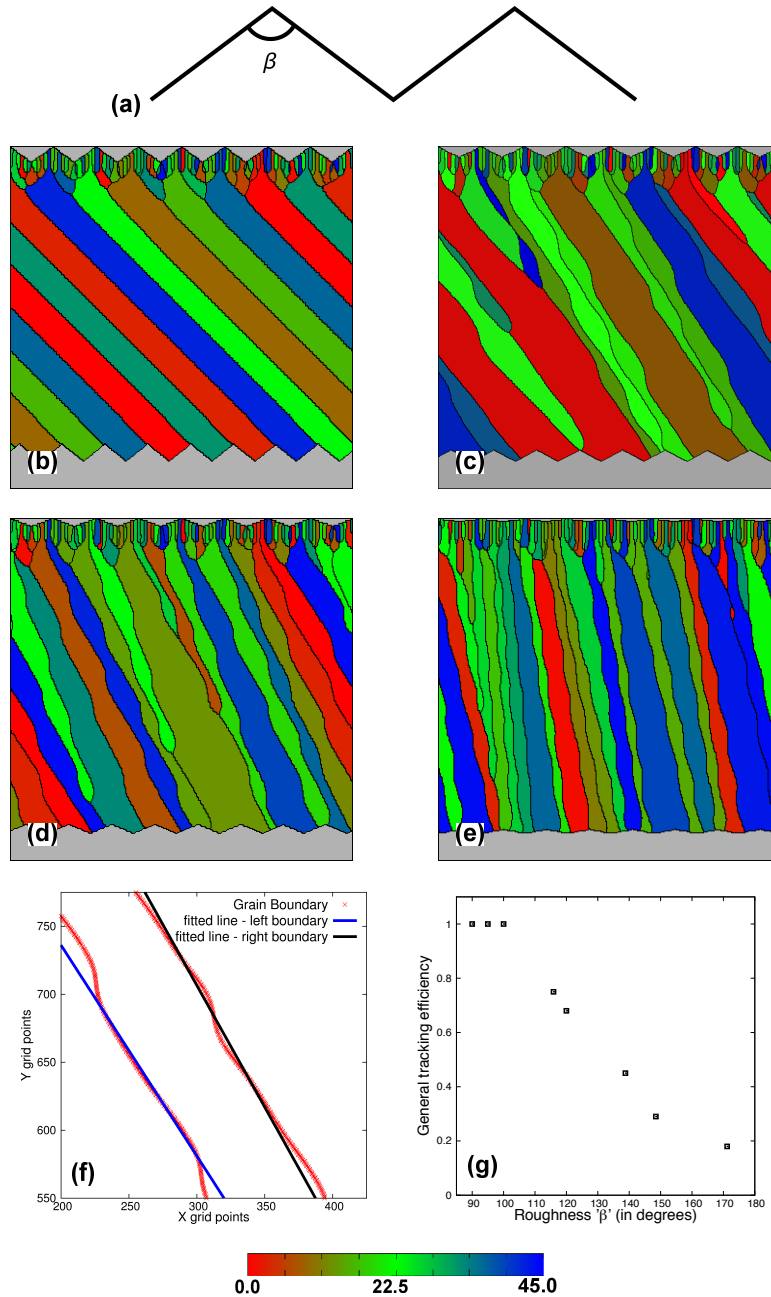 β
(a)
(b)
(c)
(d)
(e)
Grain Boundary
fitted line - left boundary
fitted line - right boundary
750
700
650
600
550
200
250
300
350
400
Y grid points
X grid points
(f)
1
0.8
0.6
0.4
0.2
0
90
100
110
120
130
140
150
160
170
180
General tracking efficiency
Roughness 'β' (in degrees)
(g)
0.0
22.5
45.0